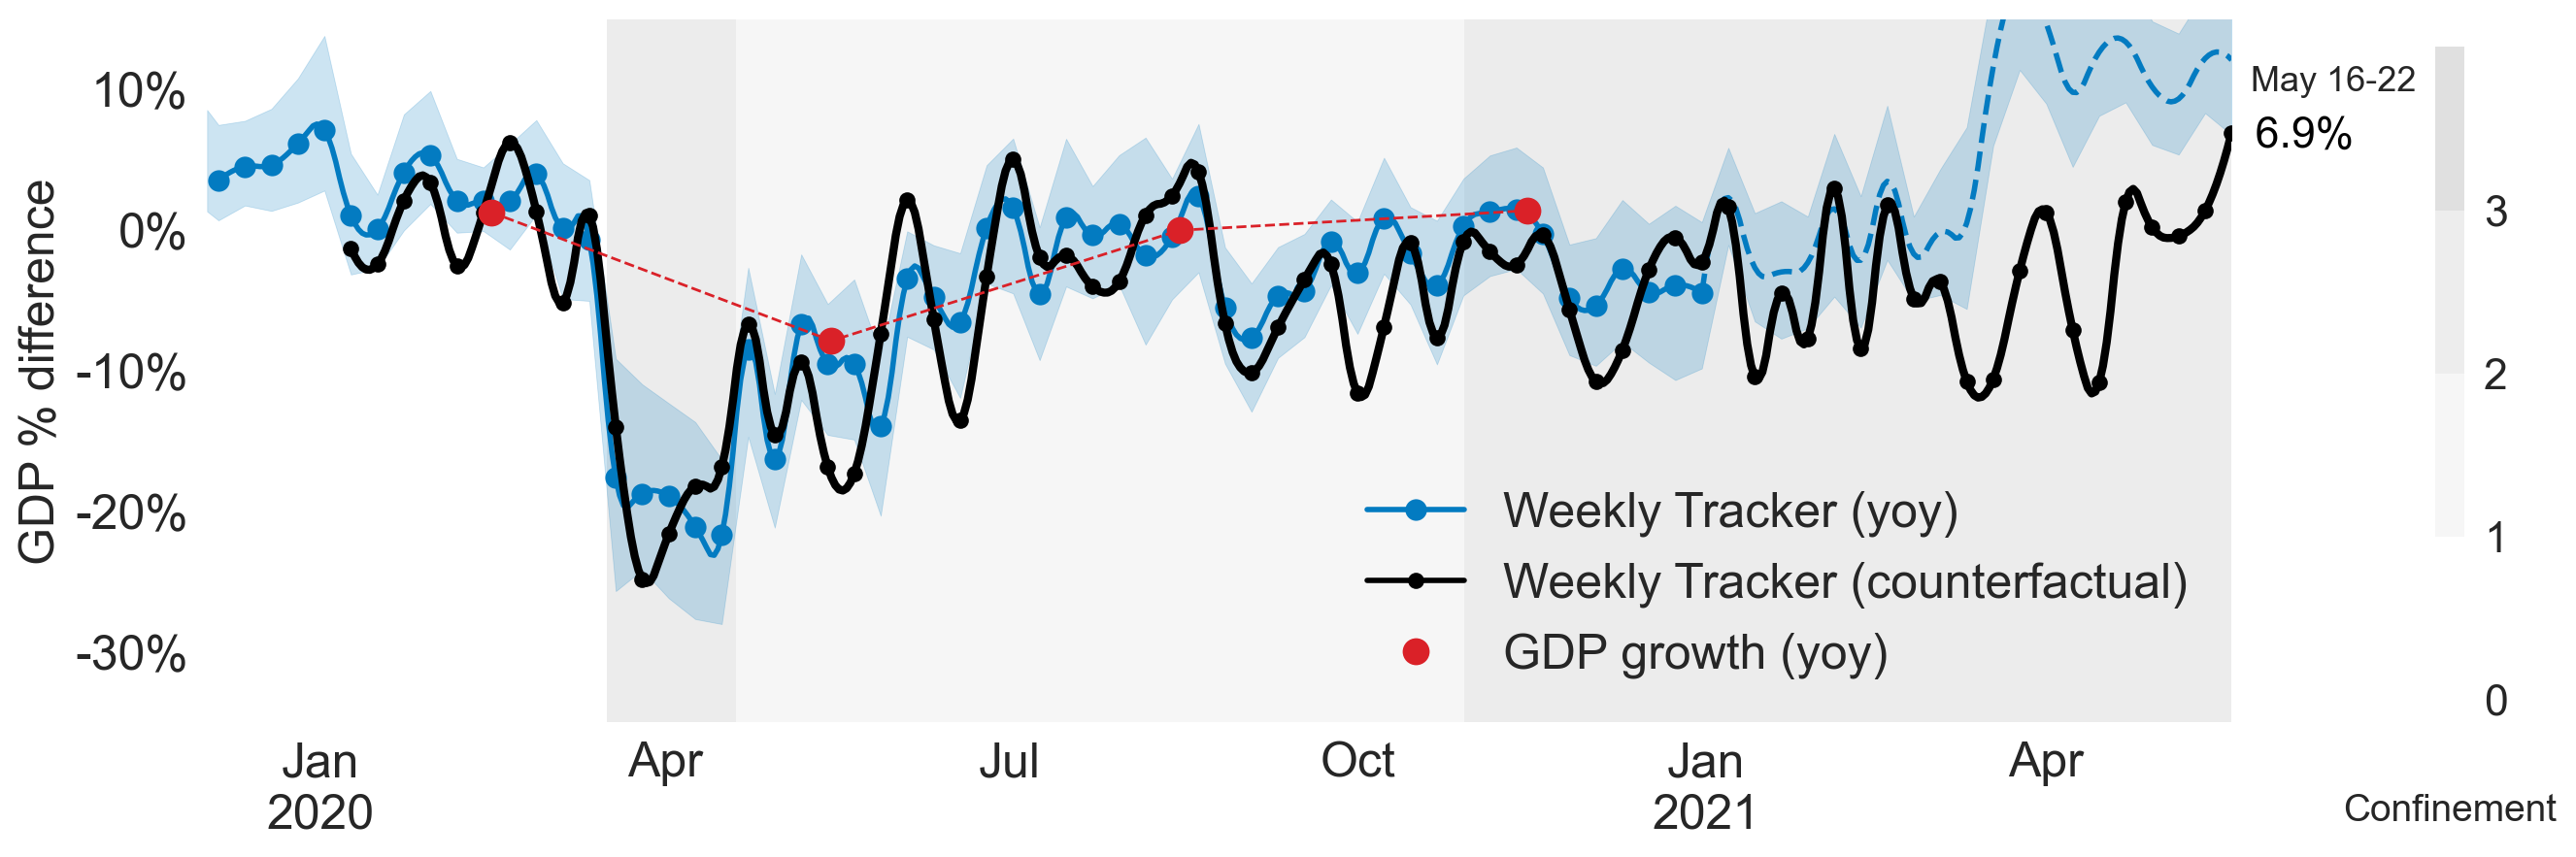 GDP % difference
10%
0%
-10%
-20%
-30%
May 16-22
6.9%
Weekly Tracker (yoy)
Weekly Tracker (counterfactual)
GDP growth (yoy)
3
2
1
0
Jan
2020
Apr
Jul
Oct
Jan
2021
Apr
Confinement